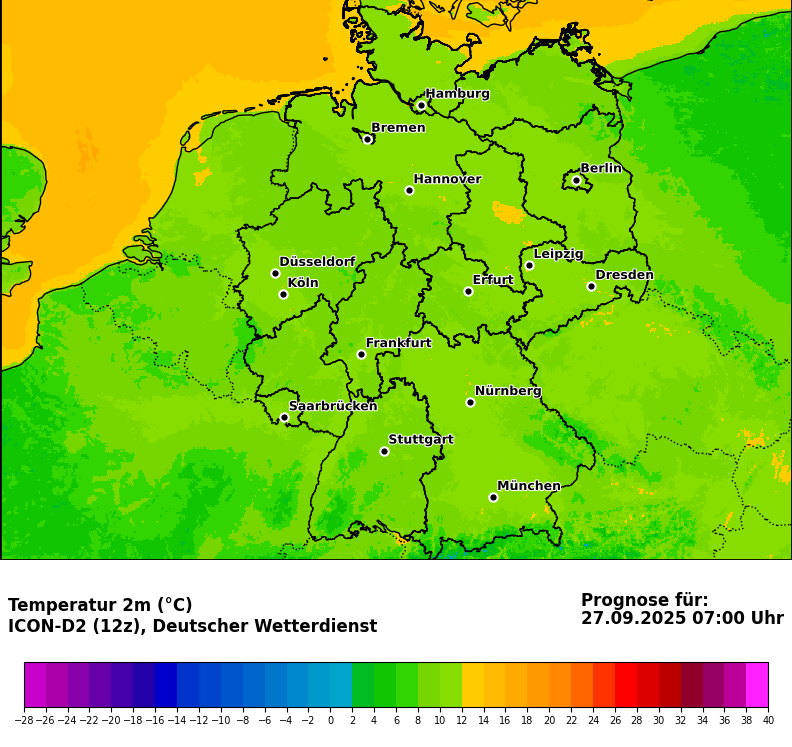 Hamburg
Bremen
Berlin
Hannover
Leipzig
Düsseldorf
Dresden
Köln
Erfurt
Frankfurt
Nürnberg
Saarbrücken
Stuttgart
München
Temperatur 2m (°C)
ICON-D2 (12z), Deutscher Wetterdienst
Prognose für:
27.09.2025 07:00 Uhr
−28 −26 −24 −22 −20 −18 −16 −14 −12 −10 −8 −6 −4 −2 0 2 4 6 8 10 12 14 16 18 20 22 24 26 28 30 32 34 36 38 40